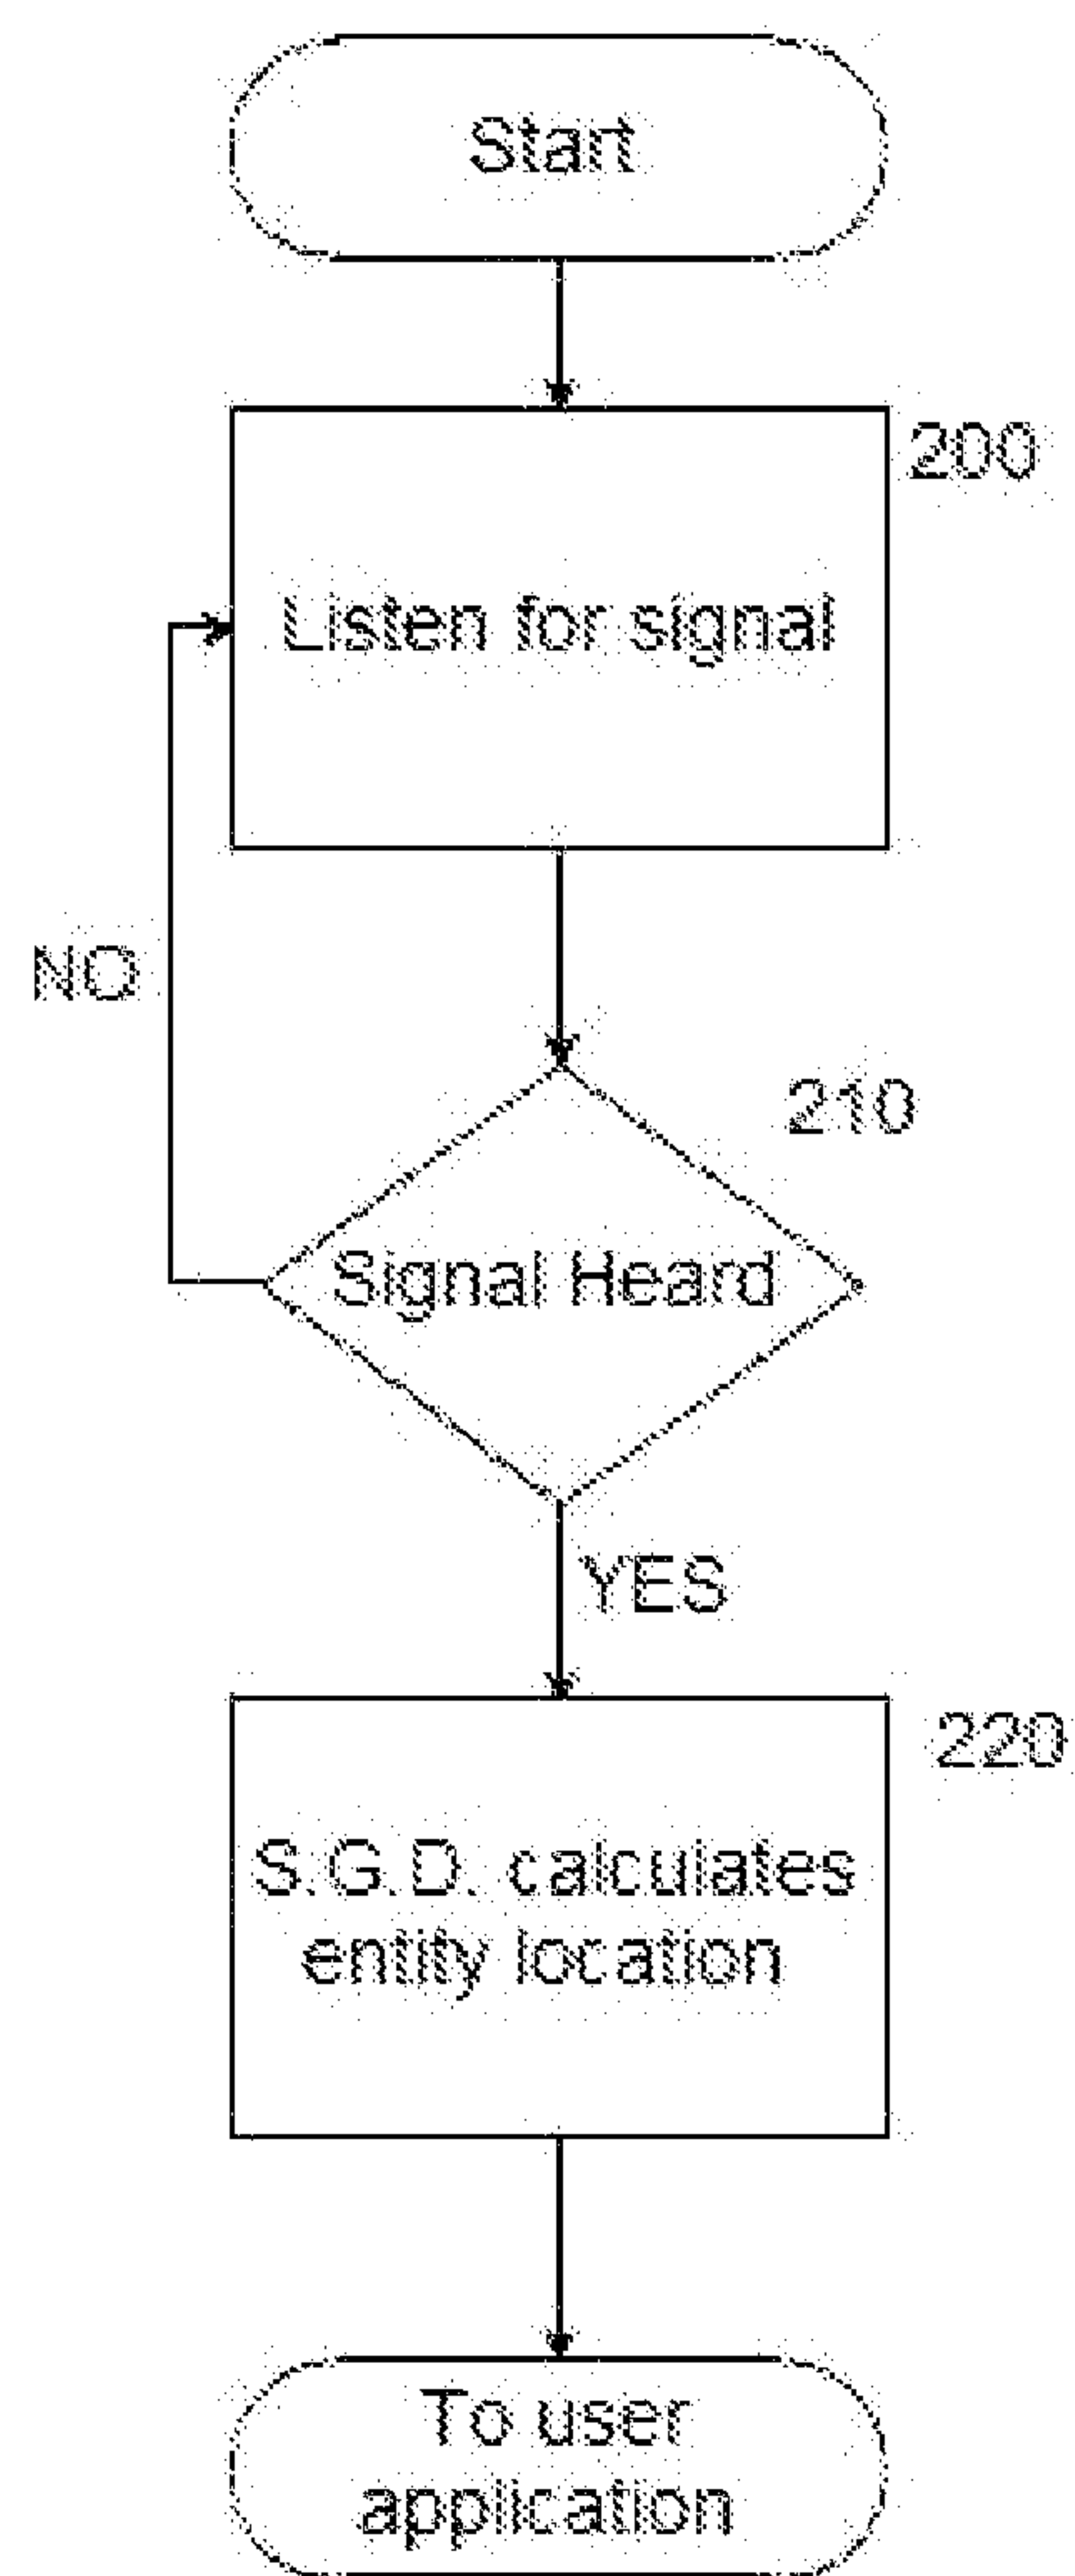 Start
200
Listen for signal
NO
210
Signal Heard
YES
220
S.G.D. calculates
entity location
To user
application